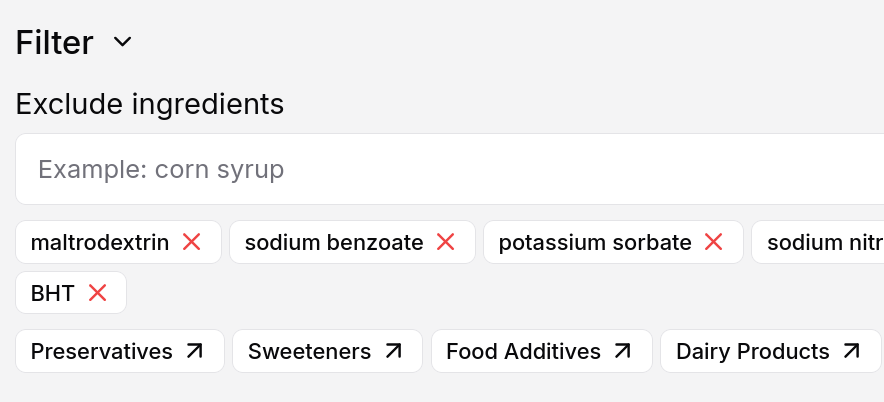 Filter
Exclude ingredients
Example: corn syrup
maltrodextrin sodium benzoate potassium sorbate sodium nitr
BHT
Preservatives Sweeteners Food Additives Dairy Products